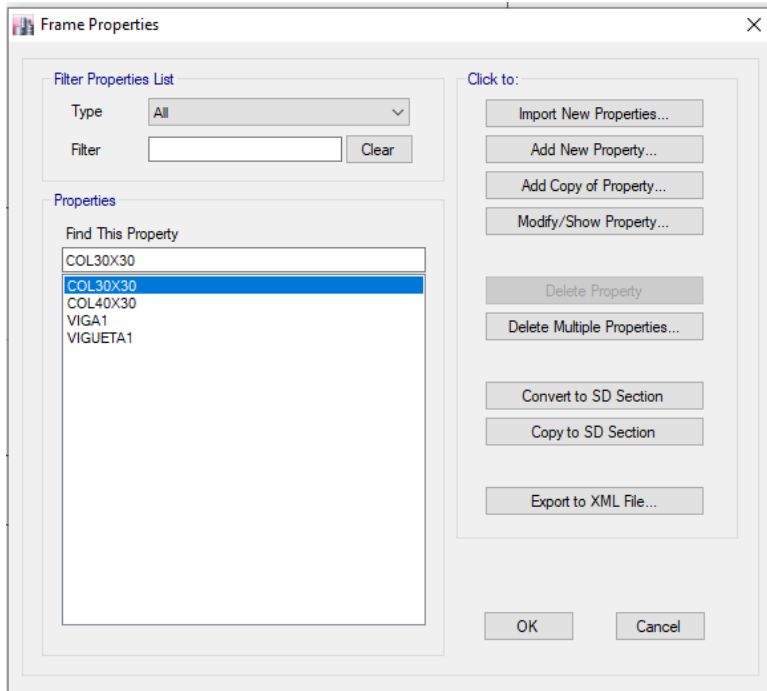 Frame Properties
Filter Properties List
Type
All
Filter
Clear
Properties
Find This Property
COL30X30
COL30X30
COL40X30
VIGA1
VIGUETA1
Click to:
Import New Properties...
Add New Property...
Add Copy of Property...
Modify/Show Property...
Delete Property
Delete Multiple Properties...
Convert to SD Section
Copy to SD Section
Export to XML File...
OK
Cancel